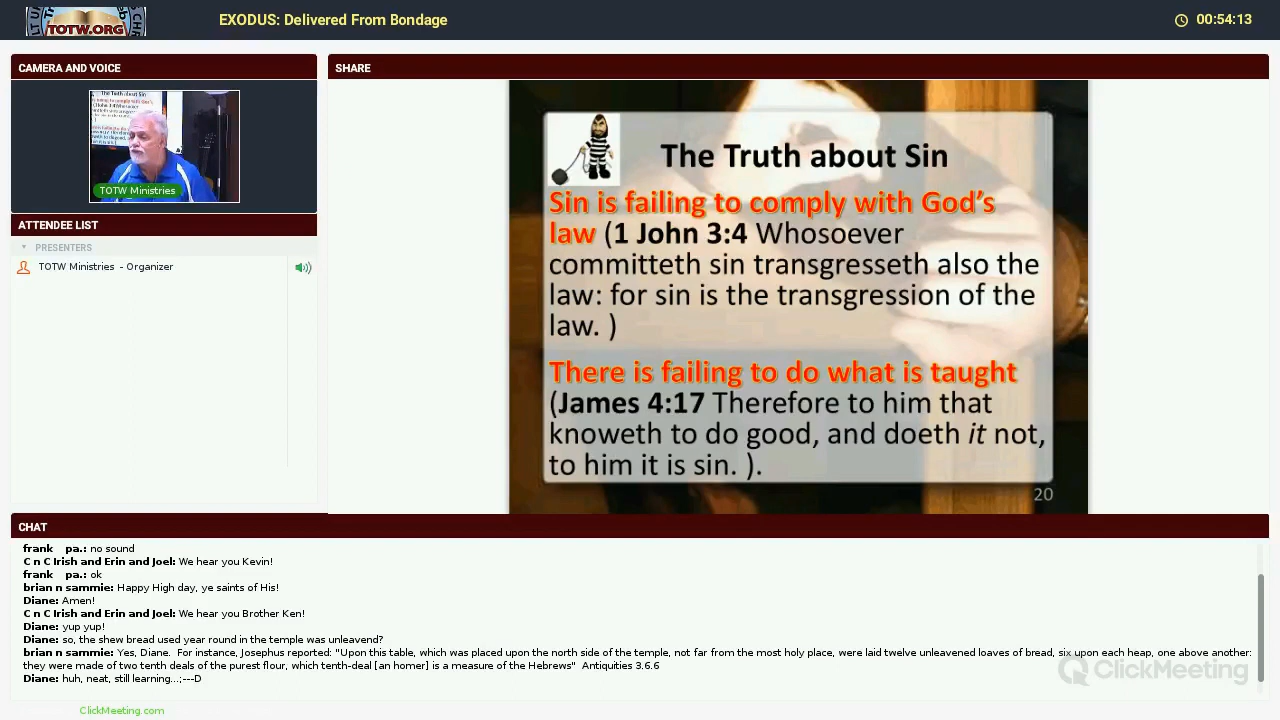 TOTW.ORG
EXODUS: Delivered From Bondage
00:54:13
CAMERA AND VOICE
TOTW Ministries
ATTENDEE LIST
PRESENTERS
TOTW Ministries - Organizer
SHARE
The Truth about Sin
Sin is failing to comply with God's
law (1 John 3:4 Whosoever
committeth sin transgresseth also the
law: for sin is the transgression of the
law. )
There is failing to do what is taught
(James 4:17 Therefore to him that
knoweth to do good, and doeth it not,
to him it is sin. ).
20
CHAT
frank pa.: no sound
C n C Irish and Erin and Joel: We hear you Kevin!
frank pa.: ok
brian n sammie: Happy High day, ye saints of His!
Diane: Amen!
C n C Irish and Erin and Joel: We hear you Brother Ken!
Diane: yup yup!
Diane: so, the shew bread used year round in the temple was unleavend?
brian n sammie: Yes, Diane. For instance, Josephus reported: "Upon this table, which was placed upon the north side of the temple, not far from the most holy place, were laid twelve unleavened loaves of bread, six upon each heap, one above another:
they were made of two tenth deals of the purest flour, which tenth-deal [an homer] is a measure of the Hebrews" Antiquities 3.6.6
Diane: huh, neat, still learning...;---D
ClickMeeting
ClickMeeting.com